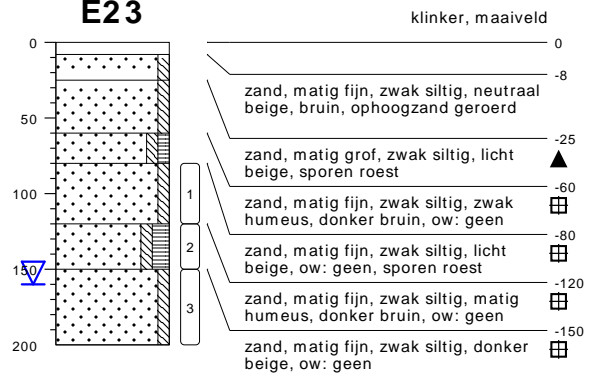 E23
klinker, maaiveld
0
0
-8
zand, matig fijn, zwak siltig, neutraal
beige, bruin, ophoogzand geroerd
-25
zand, matig grof, zwak siltig, licht
beige, sporen roest
50
-60
zand, matig fijn, zwak siltig, zwak
humeus, donker bruin, ow: geen
-80
zand, matig fijn, zwak siltig, licht
beige, ow: geen, sporen roest
100
1
-120
zand, matig fijn, zwak siltig, matig
humeus, donker bruin, ow: geen
2
150
-150
zand, matig fijn, zwak siltig, donker
beige, ow: geen
3
200